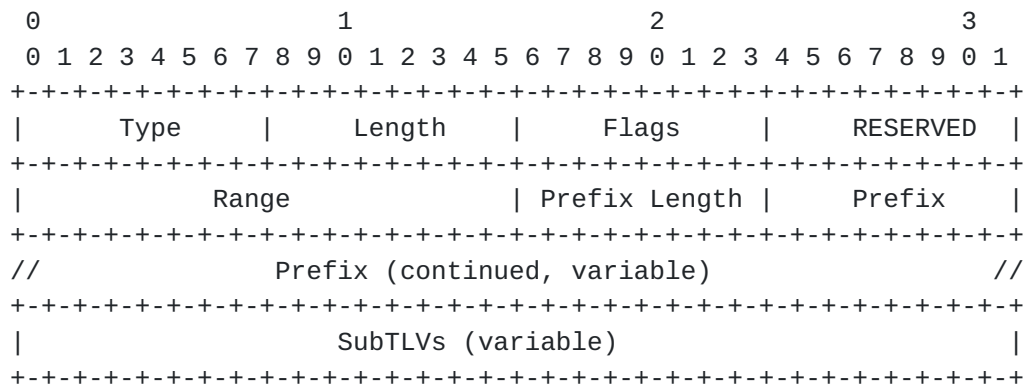 0                   1                   2                   3
 0 1 2 3 4 5 6 7 8 9 0 1 2 3 4 5 6 7 8 9 0 1 2 3 4 5 6 7 8 9 0 1
+-+-+-+-+-+-+-+-+-+-+-+-+-+-+-+-+-+-+-+-+-+-+-+-+-+-+-+-+-+-+-+-+
|      Type     |     Length    |     Flags     |     RESERVED  |
+-+-+-+-+-+-+-+-+-+-+-+-+-+-+-+-+-+-+-+-+-+-+-+-+-+-+-+-+-+-+-+-+
|            Range              | Prefix Length |     Prefix    |
+-+-+-+-+-+-+-+-+-+-+-+-+-+-+-+-+-+-+-+-+-+-+-+-+-+-+-+-+-+-+-+-+
//               Prefix (continued, variable)                  //
+-+-+-+-+-+-+-+-+-+-+-+-+-+-+-+-+-+-+-+-+-+-+-+-+-+-+-+-+-+-+-+-+
|                    SubTLVs (variable)                         |
+-+-+-+-+-+-+-+-+-+-+-+-+-+-+-+-+-+-+-+-+-+-+-+-+-+-+-+-+-+-+-+-+